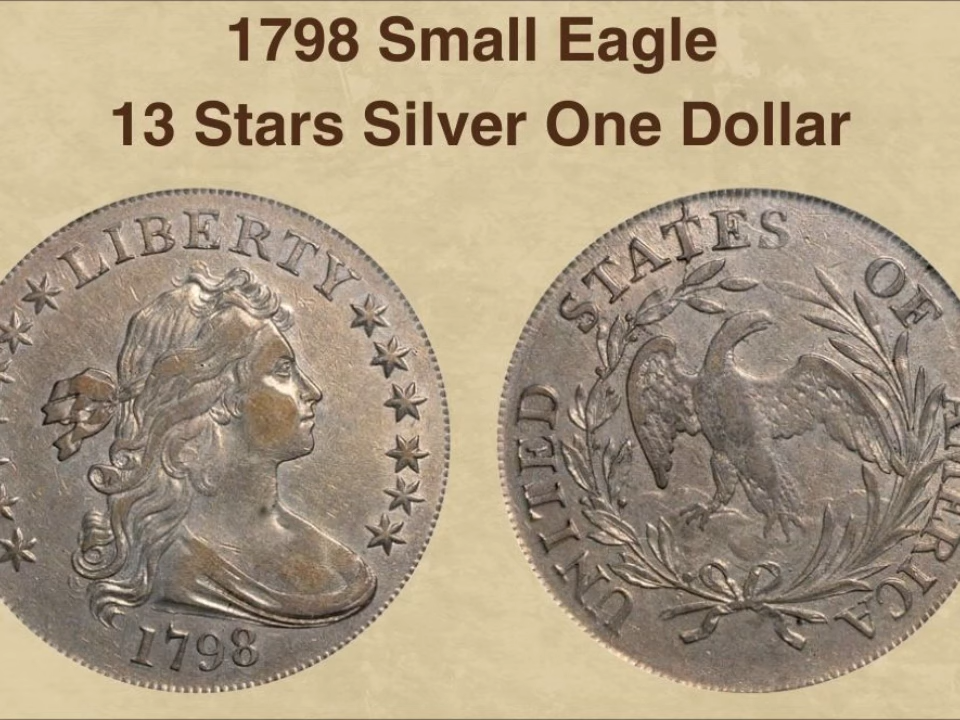 1798 Small Eagle
13 Stars Silver One Dollar
LIBERTY
1798
UNITED STATES OF AMERICA